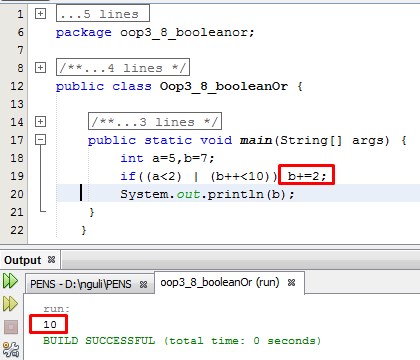 1 ...5 lines
6 package oop3_8_booleanor;
7
8 /**...4 lines */
12 public class Oop3_8_booleanOr {
13
14 /**...3 lines */
17 public static void main(String[] args) {
18 int a=5,b=7;
19 if((a<2) | (b++<10)) b+=2;
20 System.out.println(b);
21 }
22 }
Output
PENS - D:\nguli\PENS oop3_8_booleanOr (run)
run:
10
BUILD SUCCESSFUL (total time: 0 seconds)